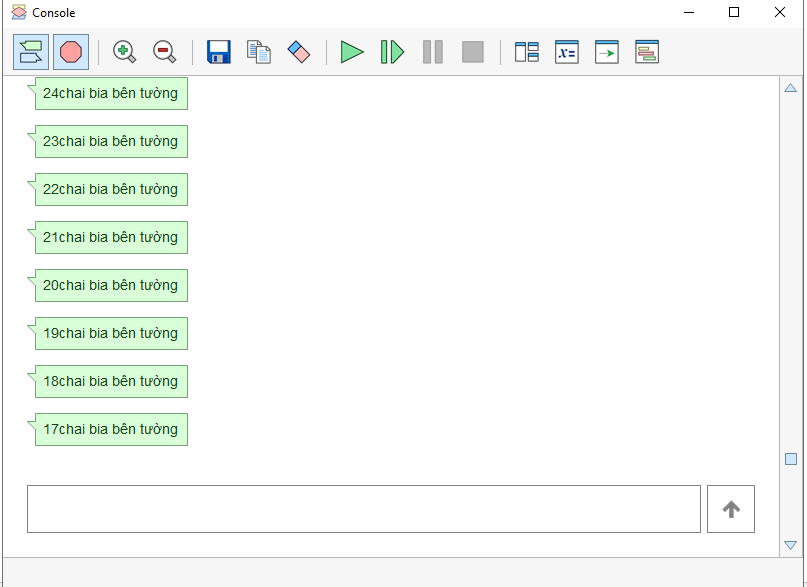 Console
x=
24chai bia bên tường
23chai bia bên tường
22chai bia bên tường
21chai bia bên tường
20chai bia bên tường
19chai bia bên tường
18chai bia bên tường
17chai bia bên tường